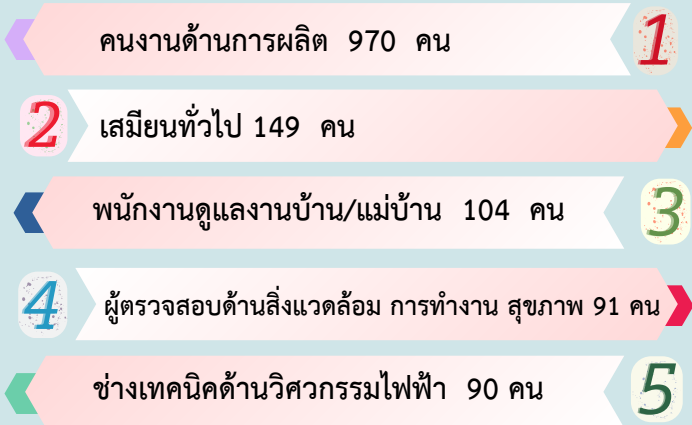 คนงานด้านการผลิต 970 คน 1
2 เสมียนทั่วไป 149 คน
พนักงานดูแลงานบ้าน/แม่บ้าน 104 คน 3
4 ผู้ตรวจสอบด้านสิ่งแวดล้อม การทำงาน สุขภาพ 91 คน
ช่างเทคนิคด้านวิศวกรรมไฟฟ้า 90 คน 5